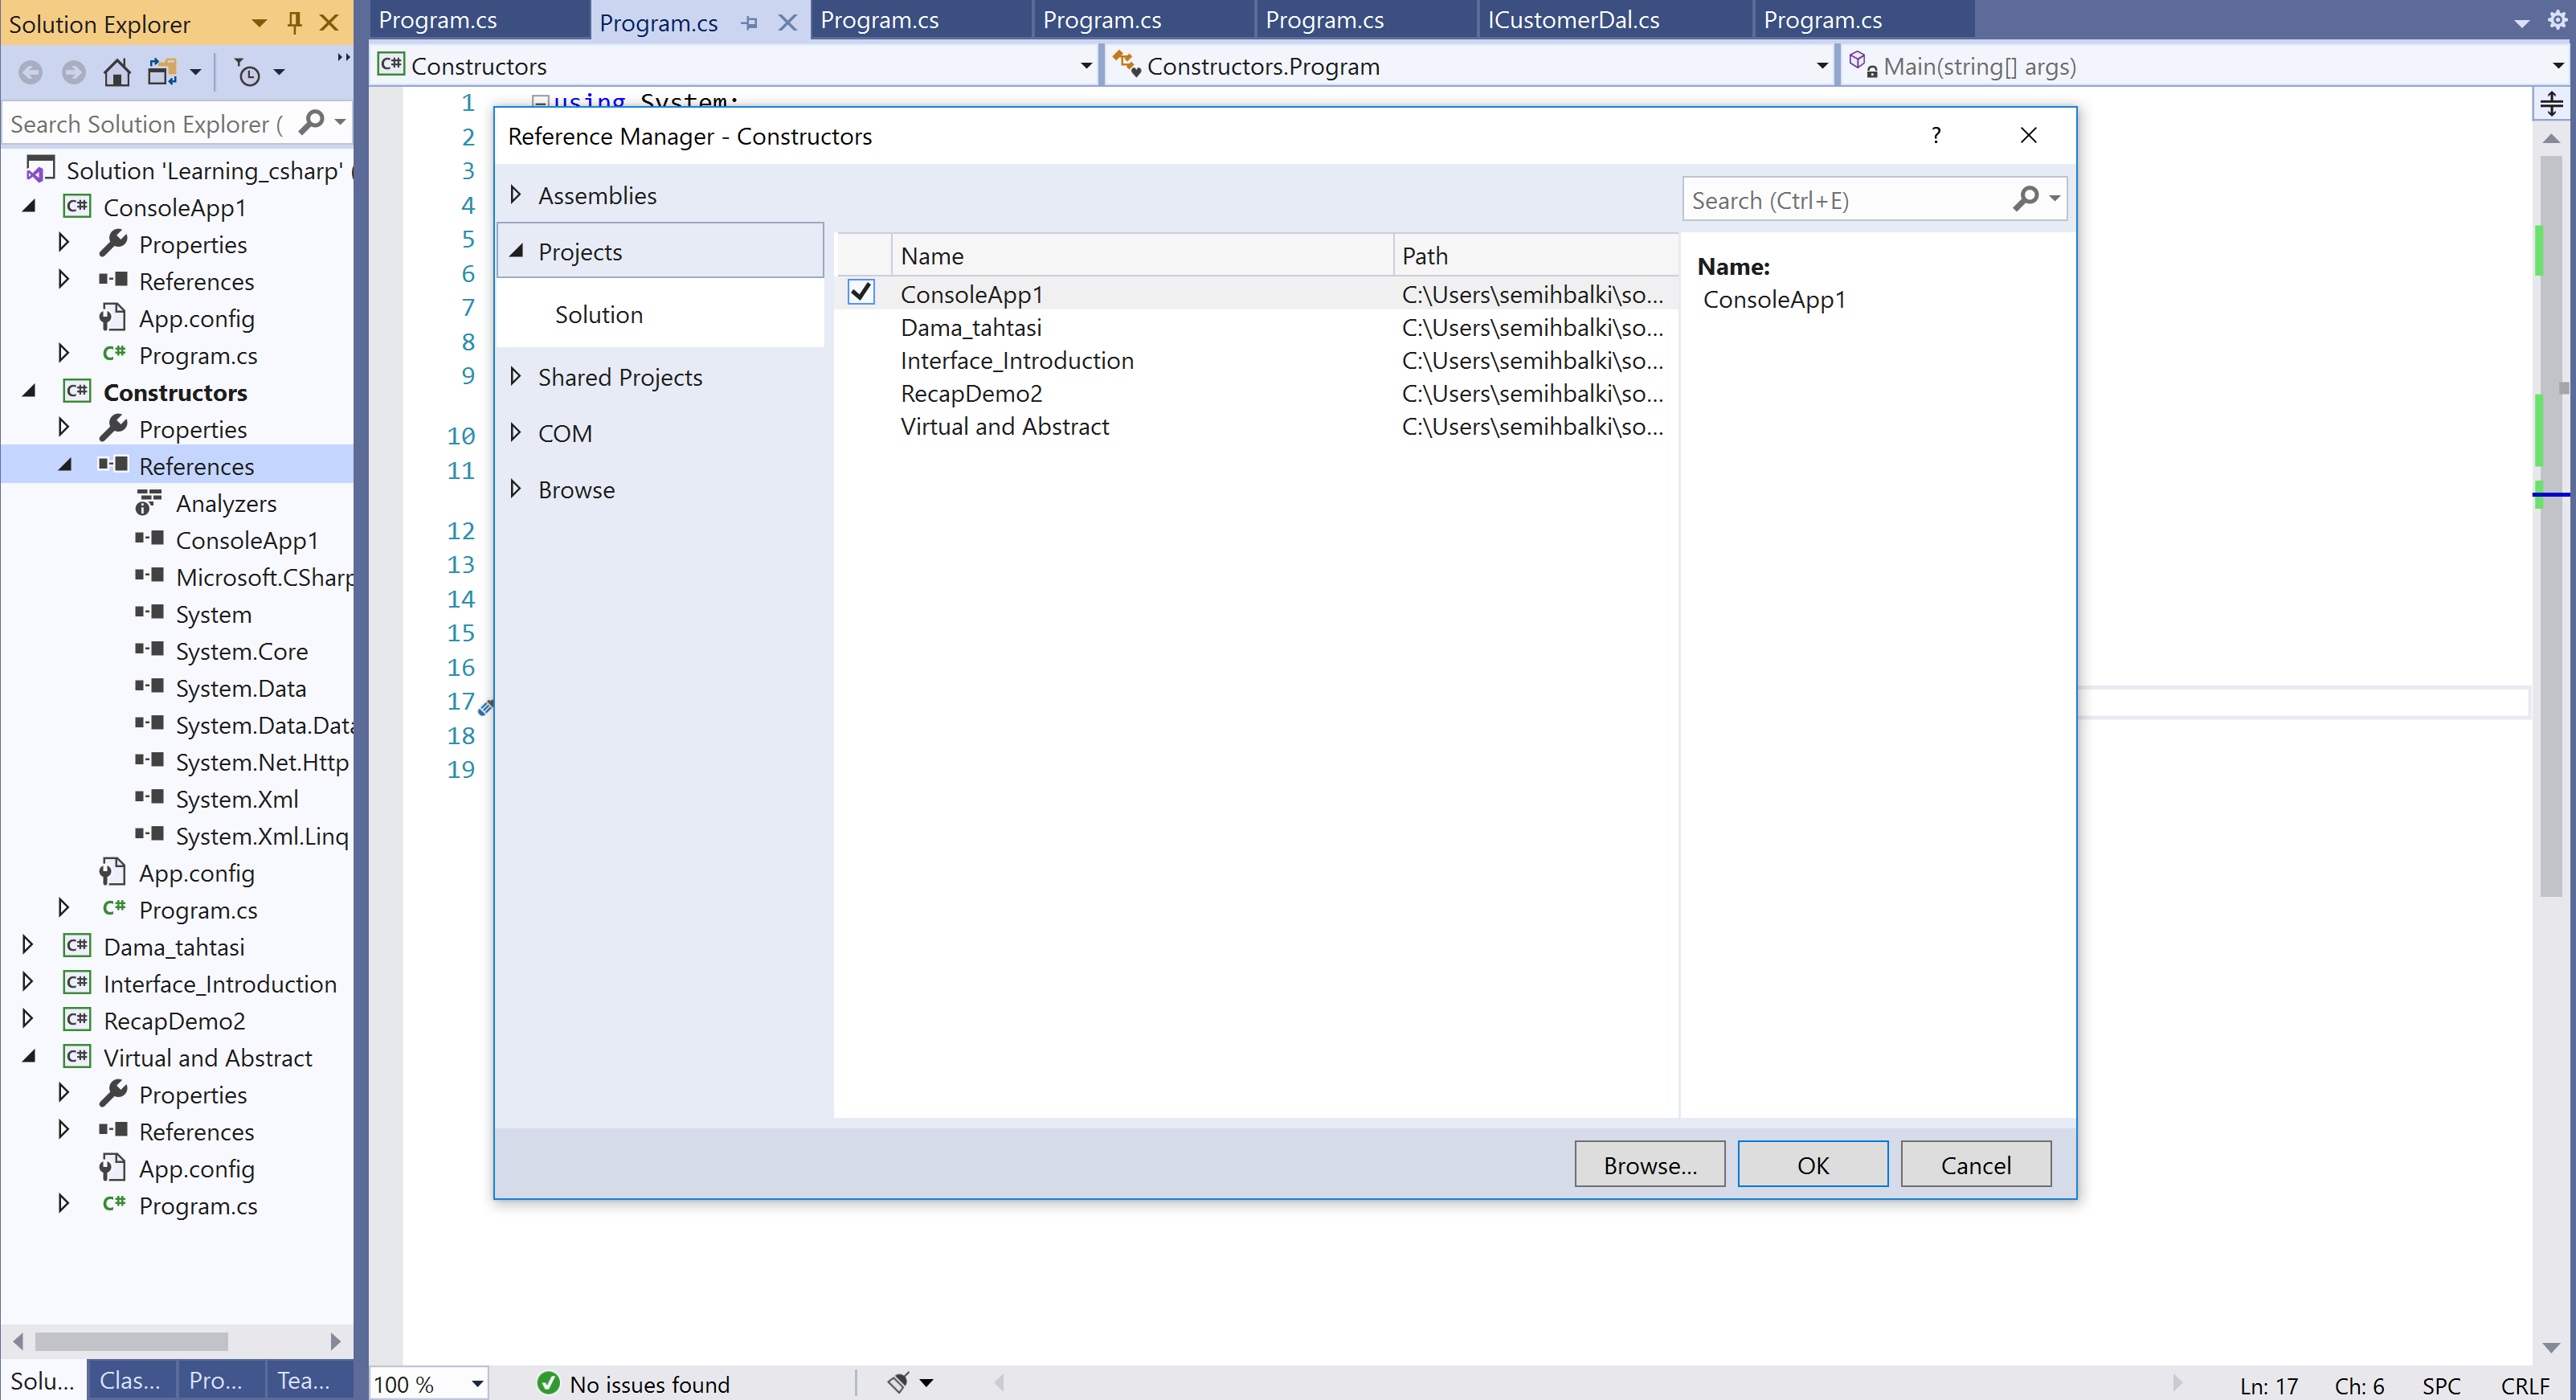 Solution Explorer
Search Solution Explorer (
Solution 'Learning_csharp' (
C# ConsoleApp1
Properties
References
App.config
C# Program.cs
C# Constructors
Properties
References
Analyzers
ConsoleApp1
Microsoft.CSharp
System
System.Core
System.Data
System.Data.Data
System.Net.Http
System.Xml
System.Xml.Linq
App.config
C# Program.cs
C# Dama_tahtasi
C# Interface_Introduction
C# RecapDemo2
C# Virtual and Abstract
Properties
References
App.config
C# Program.cs
Solu... Clas... Pro... Tea...
Program.cs Program.cs Program.cs Program.cs Program.cs ICustomerDal.cs Program.cs
C# Constructors Constructors.Program Main(string[] args)
1 using System;
2
3
4
5
6
7
8
9
10
11
12
13
14
15
16
17
18
19
Reference Manager - Constructors ?
Assemblies
Projects
Solution
Shared Projects
COM
Browse
Search (Ctrl+E)
Name Path
ConsoleApp1 C:\Users\semihbalki\so...
Dama_tahtasi C:\Users\semihbalki\so...
Interface_Introduction C:\Users\semihbalki\so...
RecapDemo2 C:\Users\semihbalki\so...
Virtual and Abstract C:\Users\semihbalki\so...
Name:
ConsoleApp1
Browse... OK Cancel
100 % No issues found Ln: 17 Ch: 6 SPC CRLF